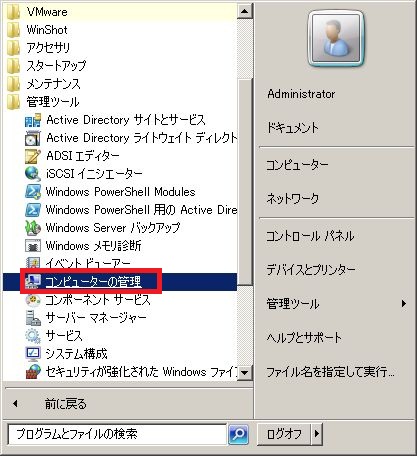 VMware
WinShot
アクセサリ
スタートアップ
メンテナンス
管理ツール
Active Directory サイトとサービス
Active Directory ライトウェイト ディレクト
ADSI エディター
iSCSI イニシエーター
Windows PowerShell Modules
Windows PowerShell 用の Active Dire
Windows Server バックアップ
Windows メモリ診断
イベント ビューアー
コンピューターの管理
コンポーネント サービス
サーバー マネージャー
サービス
システム構成
セキュリティが強化された Windows ファイ
前に戻る
プログラムとファイルの検索
Administrator
ドキュメント
コンピューター
ネットワーク
コントロール パネル
デバイスとプリンター
管理ツール
ヘルプとサポート
ファイル名を指定して実行...
ログオフ